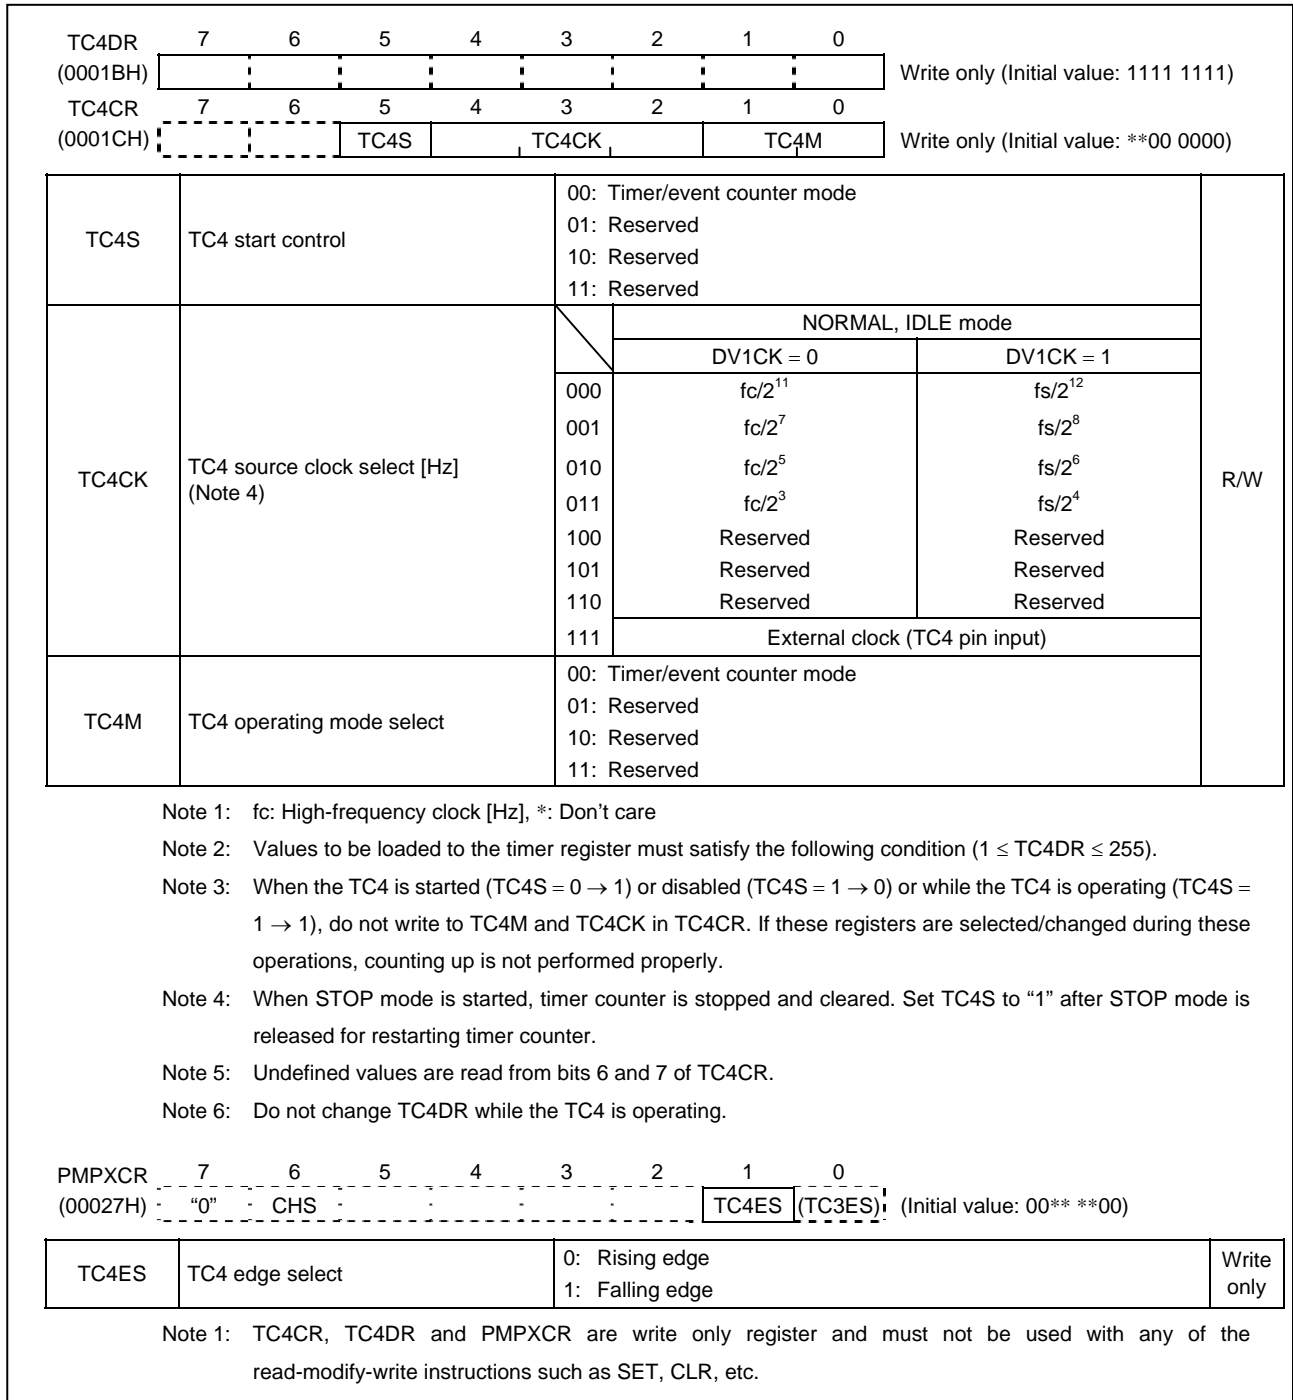 TC4DR 7 6 5 4 3 2 1 0
(0001BH) Write only (Initial value: 1111 1111)
TC4CR 7 6 5 4 3 2 1 0
(0001CH) TC4S TC4CK TC4M Write only (Initial value: **00 0000)
TC4S TC4 start control
00: Timer/event counter mode
01: Reserved
10: Reserved
11: Reserved
TC4CK TC4 source clock select [Hz]
(Note 4)
NORMAL, IDLE mode
DV1CK = 0 DV1CK = 1
000 fc/2^11 fs/2^12
001 fc/2^7 fs/2^8
010 fc/2^5 fs/2^6
011 fc/2^3 fs/2^4
100 Reserved Reserved
101 Reserved Reserved
110 Reserved Reserved
111 External clock (TC4 pin input)
R/W
TC4M TC4 operating mode select
00: Timer/event counter mode
01: Reserved
10: Reserved
11: Reserved
Note 1: fc: High-frequency clock [Hz], *: Don't care
Note 2: Values to be loaded to the timer register must satisfy the following condition (1 ≤ TC4DR ≤ 255).
Note 3: When the TC4 is started (TC4S = 0 → 1) or disabled (TC4S = 1 → 0) or while the TC4 is operating (TC4S =
1 → 1), do not write to TC4M and TC4CK in TC4CR. If these registers are selected/changed during these
operations, counting up is not performed properly.
Note 4: When STOP mode is started, timer counter is stopped and cleared. Set TC4S to “1” after STOP mode is
released for restarting timer counter.
Note 5: Undefined values are read from bits 6 and 7 of TC4CR.
Note 6: Do not change TC4DR while the TC4 is operating.
PMPXCR 7 6 5 4 3 2 1 0
(00027H) “0” CHS TC4ES (TC3ES) (Initial value: 00** **00)
TC4ES TC4 edge select
0: Rising edge
1: Falling edge
Write
only
Note 1: TC4CR, TC4DR and PMPXCR are write only register and must not be used with any of the
read-modify-write instructions such as SET, CLR, etc.